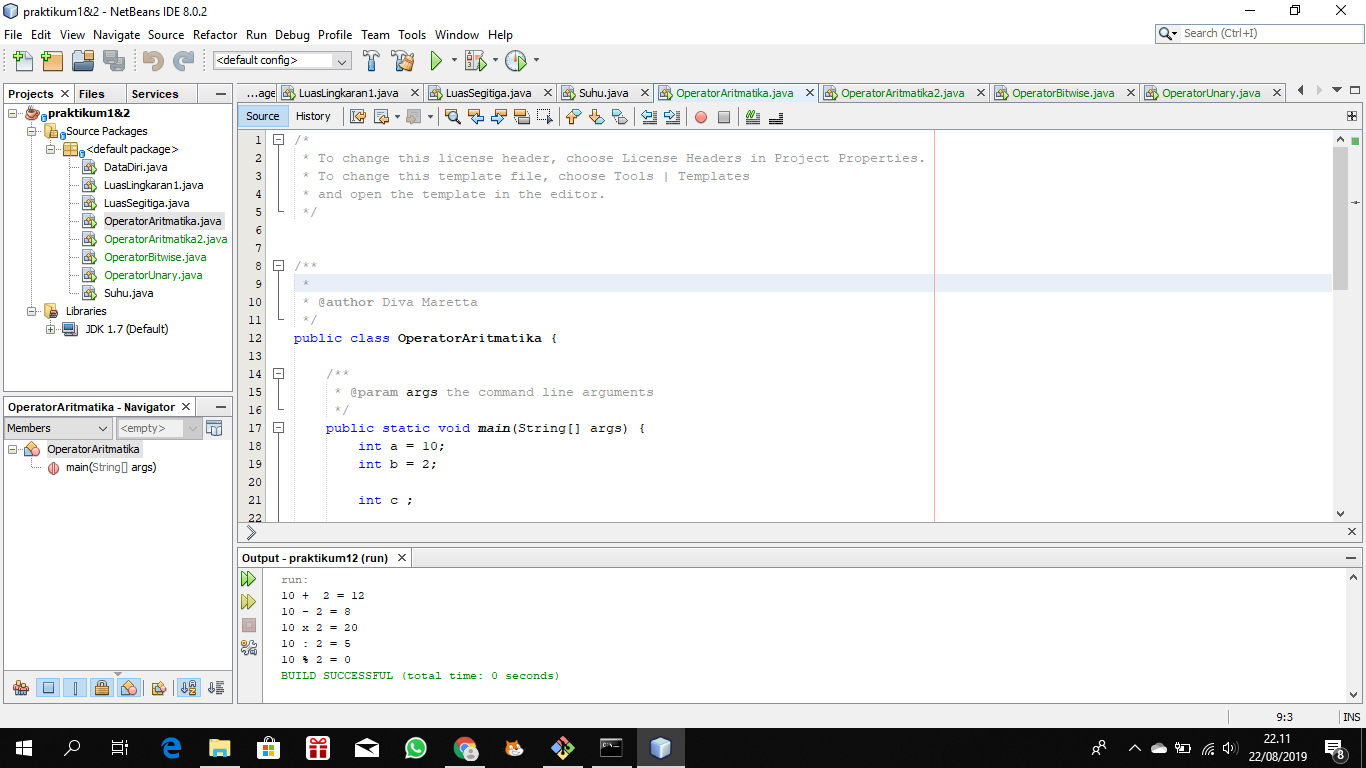 praktikum1&2 - NetBeans IDE 8.0.2
File Edit View Navigate Source Refactor Run Debug Profile Team Tools Window Help
Search (Ctrl+I)
<default config>
Projects Files Services
praktikum1&2
Source Packages
<default package>
DataDiri.java
LuasLingkaran1.java
LuasSegitiga.java
OperatorAritmatika.java
OperatorAritmatika2.java
OperatorBitwise.java
OperatorUnary.java
Suhu.java
Libraries
JDK 1.7 (Default)
OperatorAritmatika - Navigator
Members <empty>
OperatorAritmatika
main(String[] args)
...age LuasLingkaran1.java LuasSegitiga.java Suhu.java OperatorAritmatika.java OperatorAritmatika2.java OperatorBitwise.java OperatorUnary.java
Source History
1 /*
2 * To change this license header, choose License Headers in Project Properties.
3 * To change this template file, choose Tools | Templates
4 * and open the template in the editor.
5 */
6
7
8 /**
9 *
10 * @author Diva Maretta
11 */
12 public class OperatorAritmatika {
13
14 /**
15 * @param args the command line arguments
16 */
17 public static void main(String[] args) {
18 int a = 10;
19 int b = 2;
20
21 int c ;
22
Output - praktikum12 (run)
run:
10 +  2 = 12
10 - 2 = 8
10 x 2 = 20
10 : 2 = 5
10 % 2 = 0
BUILD SUCCESSFUL (total time: 0 seconds)
9:3 INS
22.11
22/08/2019
8